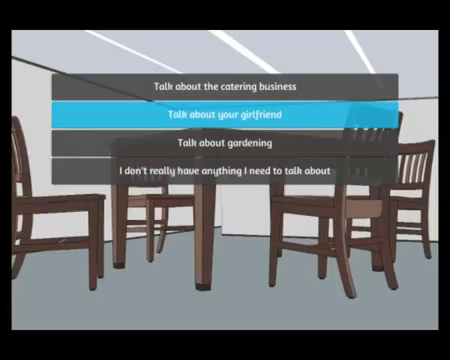 Talk about the catering business
Talk about your girlfriend
Talk about gardening
I don't really have anything I need to talk about